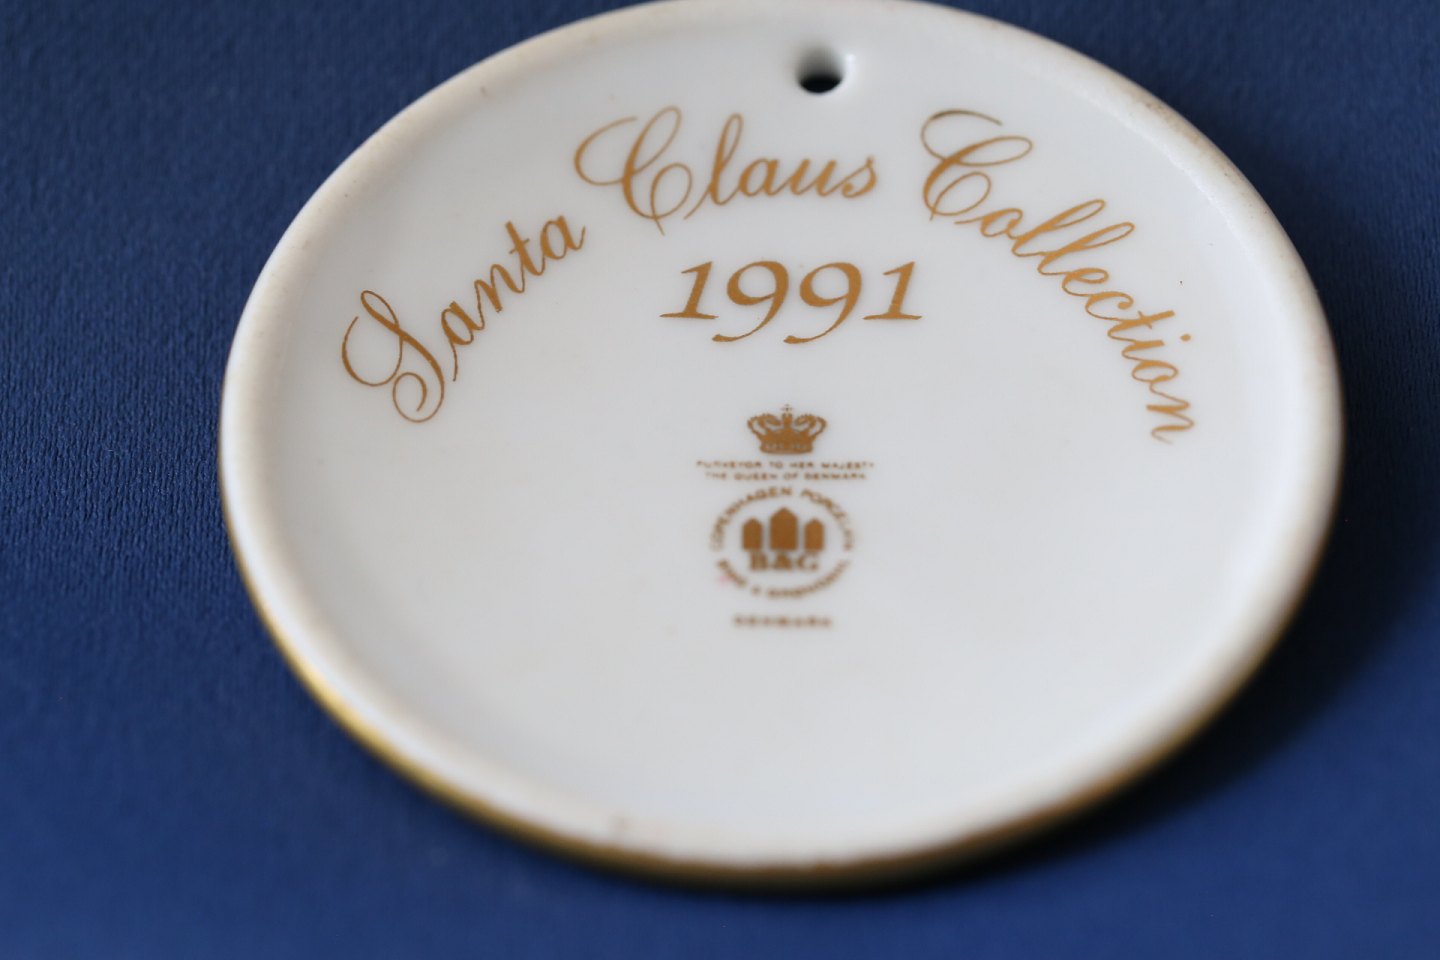 Santa Claus Collection
1991
PURVEYOR TO HER MAJESTY
THE QUEEN OF DENMARK
COPENHAGEN PORCELAIN
B&G
BING & GRØNDAHL
DENMARK